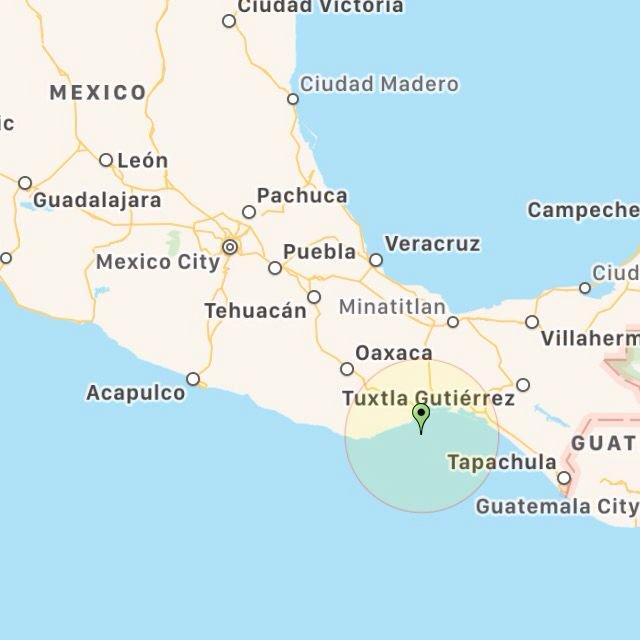 Ciudad Victoria
Ciudad Madero
MEXICO
ic
León
Guadalajara
Pachuca
Campeche
Mexico City
Puebla
Veracruz
Ciud
Tehuacán
Minatitlan
Villaherm
Oaxaca
Acapulco
Tuxtla Gutiérrez
GUAT
Tapachula
Guatemala City